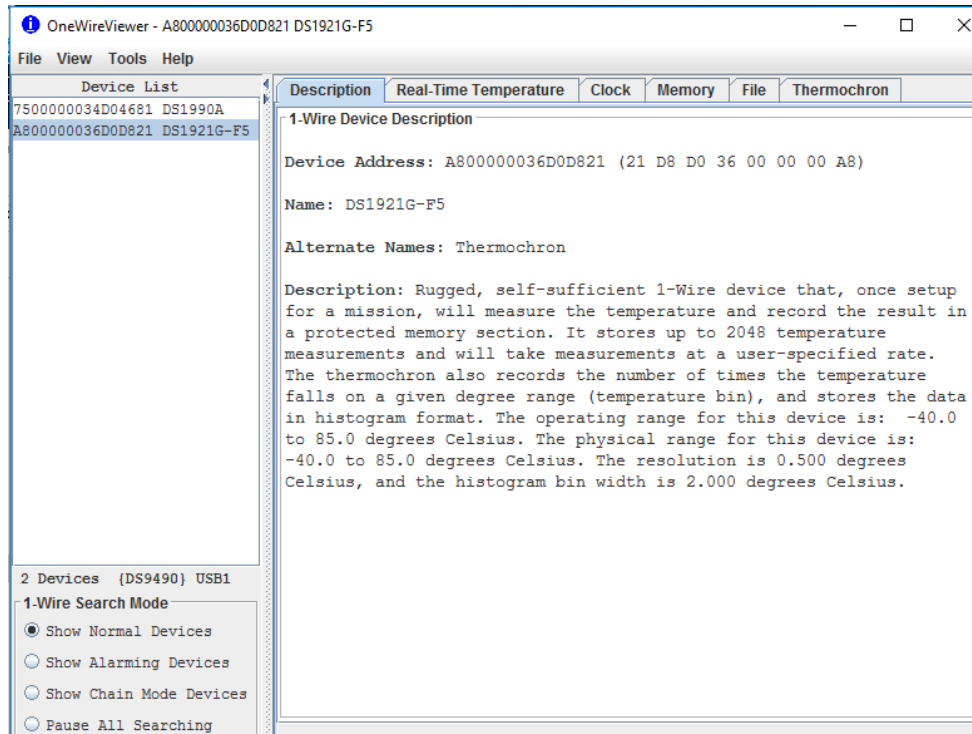 OneWireViewer - A800000036D0D821 DS1921G-F5
File View Tools Help
Device List
7500000034D04681 DS1990A
A800000036D0D821 DS1921G-F5
2 Devices {DS9490} USB1
1-Wire Search Mode
Show Normal Devices
Show Alarming Devices
Show Chain Mode Devices
Pause All Searching
Description Real-Time Temperature Clock Memory File Thermochron
1-Wire Device Description
Device Address: A800000036D0D821 (21 D8 D0 36 00 00 00 A8)
Name: DS1921G-F5
Alternate Names: Thermochron
Description: Rugged, self-sufficient 1-Wire device that, once setup
for a mission, will measure the temperature and record the result in
a protected memory section. It stores up to 2048 temperature
measurements and will take measurements at a user-specified rate.
The thermochron also records the number of times the temperature
falls on a given degree range (temperature bin), and stores the data
in histogram format. The operating range for this device is: -40.0
to 85.0 degrees Celsius. The physical range for this device is:
-40.0 to 85.0 degrees Celsius. The resolution is 0.500 degrees
Celsius, and the histogram bin width is 2.000 degrees Celsius.